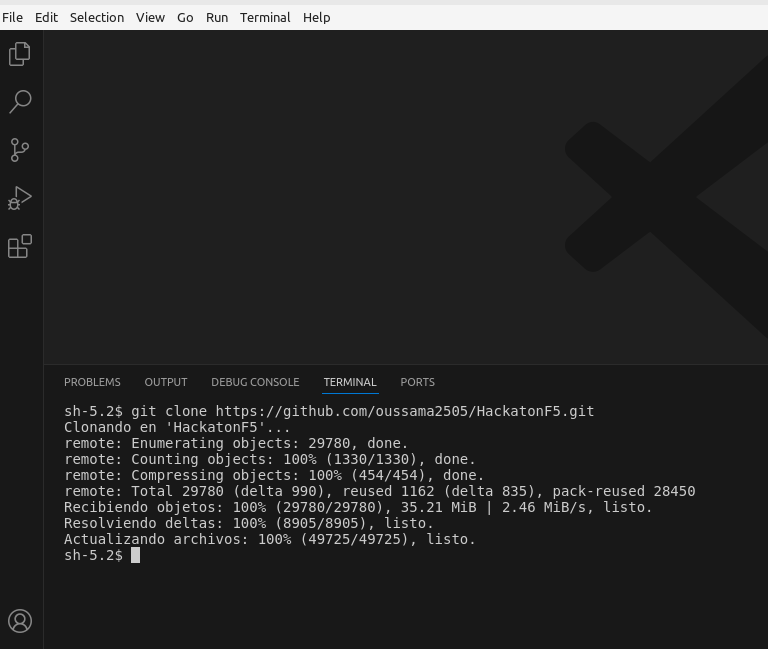 File Edit Selection View Go Run Terminal Help
PROBLEMS OUTPUT DEBUG CONSOLE TERMINAL PORTS
sh-5.2$ git clone https://github.com/oussama2505/HackatonF5.git
Clonando en 'HackatonF5'...
remote: Enumerating objects: 29780, done.
remote: Counting objects: 100% (1330/1330), done.
remote: Compressing objects: 100% (454/454), done.
remote: Total 29780 (delta 990), reused 1162 (delta 835), pack-reused 28450
Recibiendo objetos: 100% (29780/29780), 35.21 MiB | 2.46 MiB/s, listo.
Resolviendo deltas: 100% (8905/8905), listo.
Actualizando archivos: 100% (49725/49725), listo.
sh-5.2$